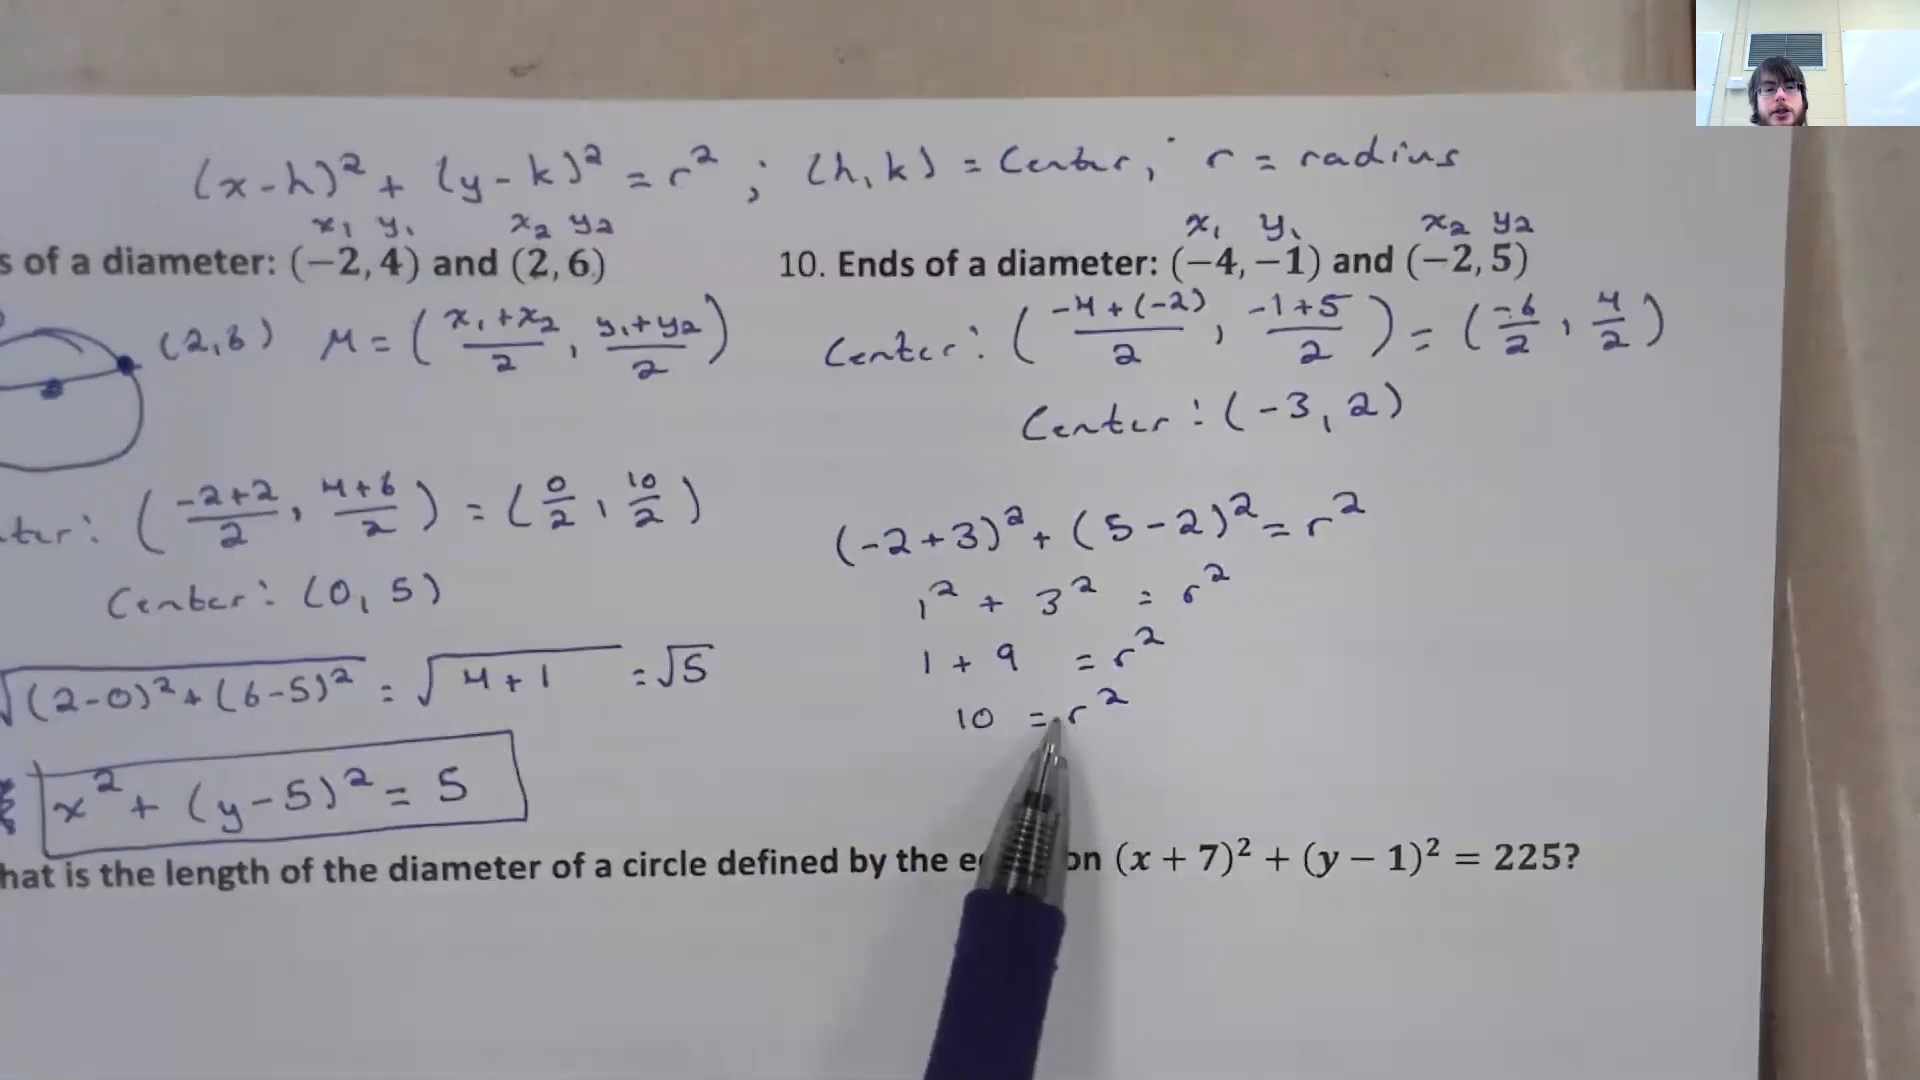 (x-h)² + (y-k)² = r² ; (h,k) = Center, r = radius
x₁ y₁ x₂ y₂
s of a diameter: (−2, 4) and (2, 6)
(2,6) M = ( x₁+x₂/2 , y₁+y₂/2 )
ter: ( -2+2/2 , 4+6/2 ) = ( 0/2 , 10/2 )
Center: (0, 5)
√(2-0)²+(6-5)² = √4+1 = √5
x² + (y-5)² = 5
x₁ y₁ x₂ y₂
10. Ends of a diameter: (−4, −1) and (−2, 5)
Center: ( -4+(-2)/2 , -1+5/2 ) = ( -6/2 , 4/2 )
Center: (-3, 2)
(-2+3)² + (5-2)² = r²
1² + 3² = r²
1 + 9 = r²
10 = r²
hat is the length of the diameter of a circle defined by the e on (x + 7)² + (y − 1)² = 225?